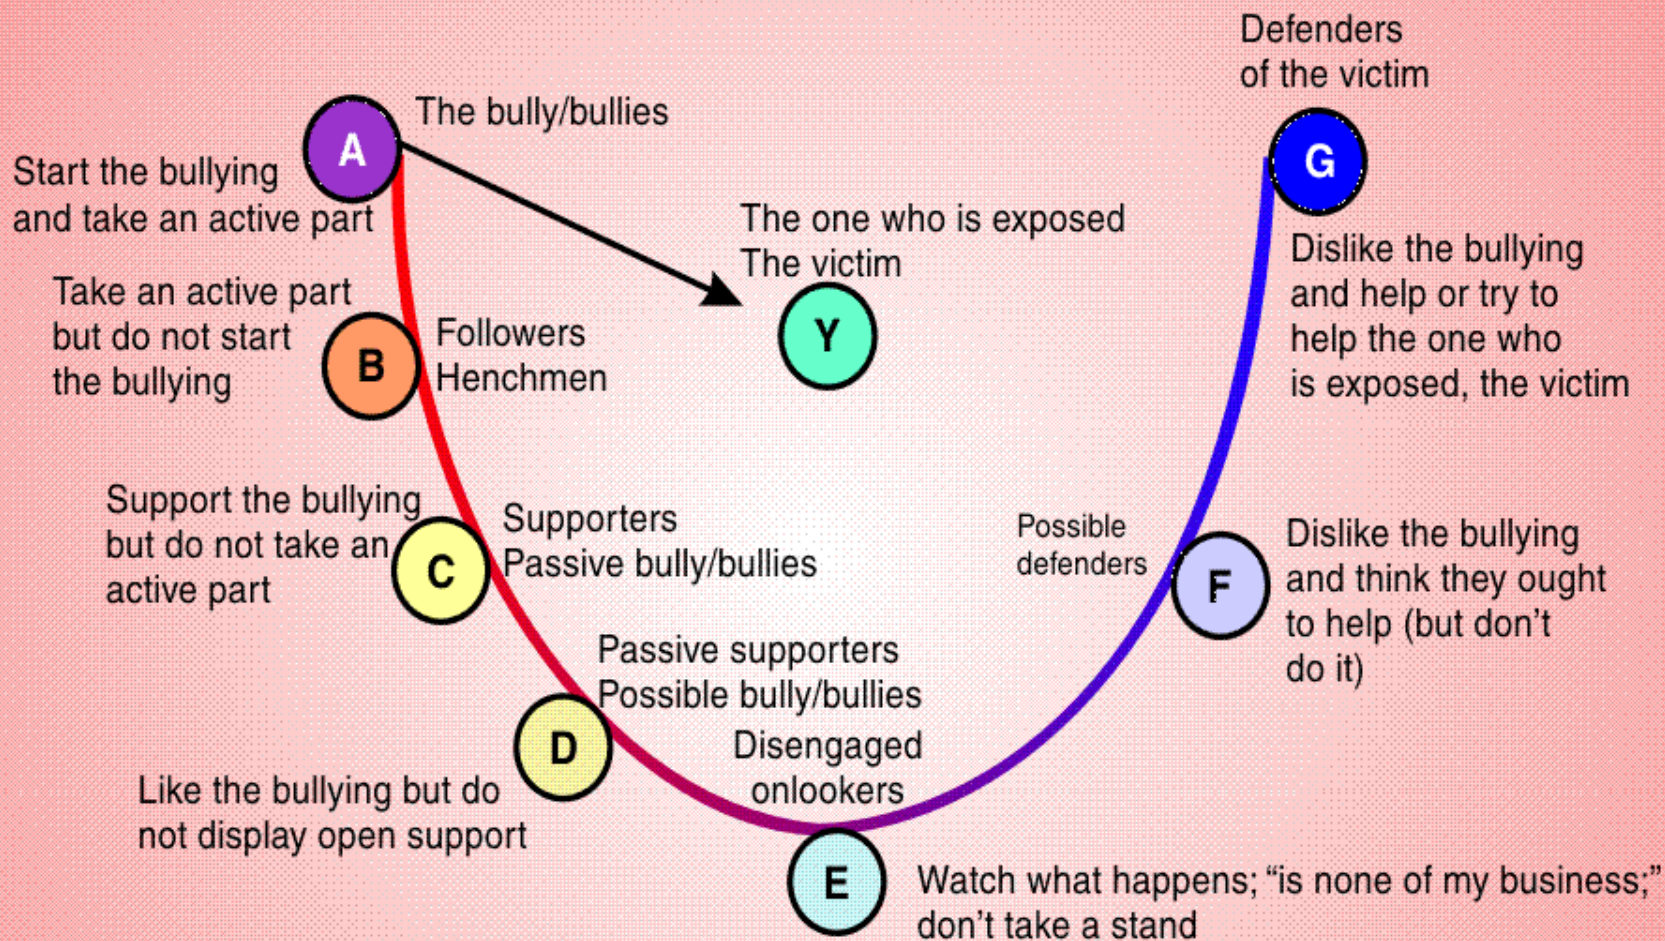 Defenders
of the victim
The bully/bullies
A
G
Start the bullying
and take an active part
The one who is exposed
The victim
Y
Dislike the bullying
and help or try to
help the one who
is exposed, the victim
Take an active part
but do not start
the bullying
B
Followers
Henchmen
Support the bullying
but do not take an
active part
C
Supporters
Passive bully/bullies
Possible
defenders
F
Dislike the bullying
and think they ought
to help (but don't
do it)
Passive supporters
Possible bully/bullies
D
Like the bullying but do
not display open support
Disengaged
onlookers
E
Watch what happens; “is none of my business;”
don't take a stand